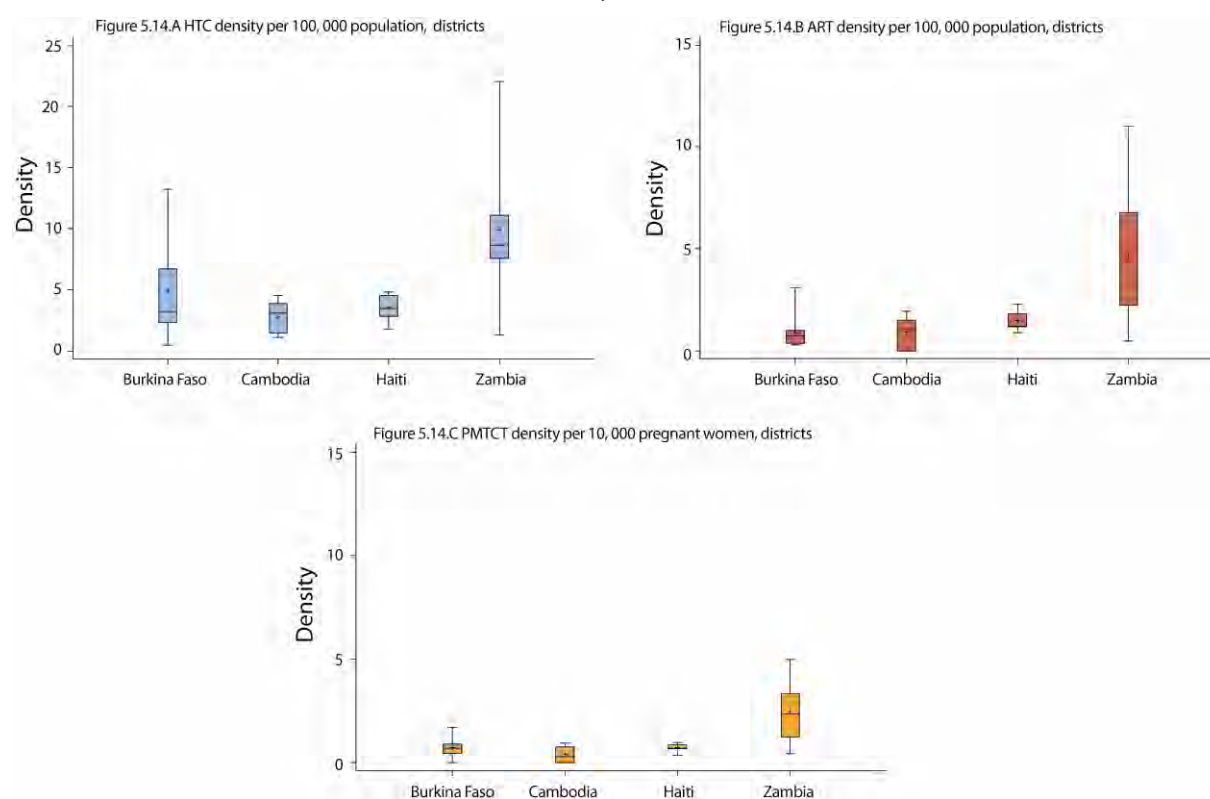 Figure 5.14.A HTC density per 100, 000 population, districts
25
20
15
10
5
0
Density
Burkina Faso Cambodia Haiti Zambia
Figure 5.14.B ART density per 100, 000 population, districts
15
10
5
0
Density
Burkina Faso Cambodia Haiti Zambia
Figure 5.14.C PMTCT density per 10, 000 pregnant women, districts
15
10
5
0
Density
Burkina Faso Cambodia Haiti Zambia